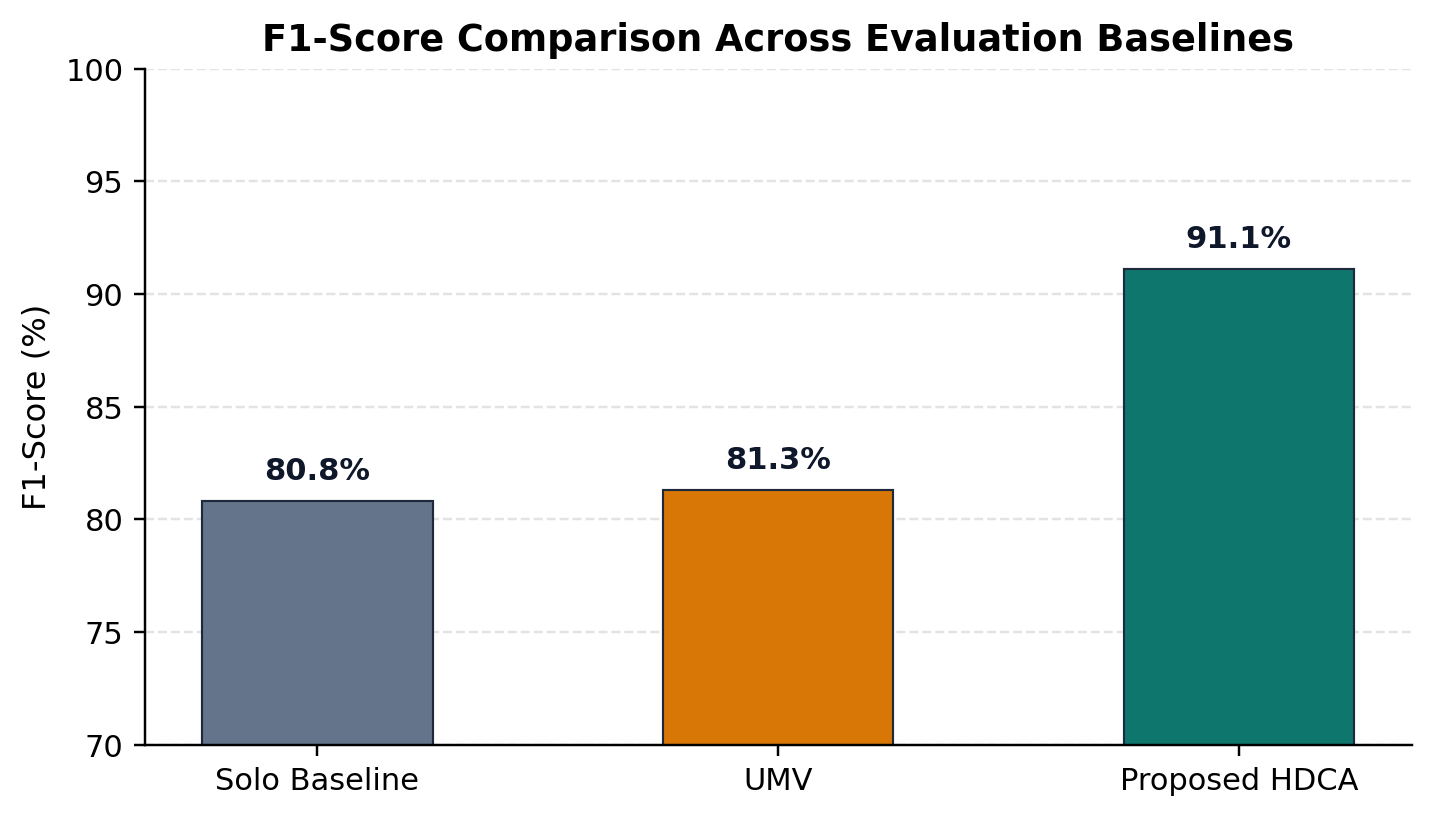 F1-Score Comparison Across Evaluation Baselines
F1-Score (%)
100
95
90
85
80
75
70
80.8%
81.3%
91.1%
Solo Baseline
UMV
Proposed HDCA